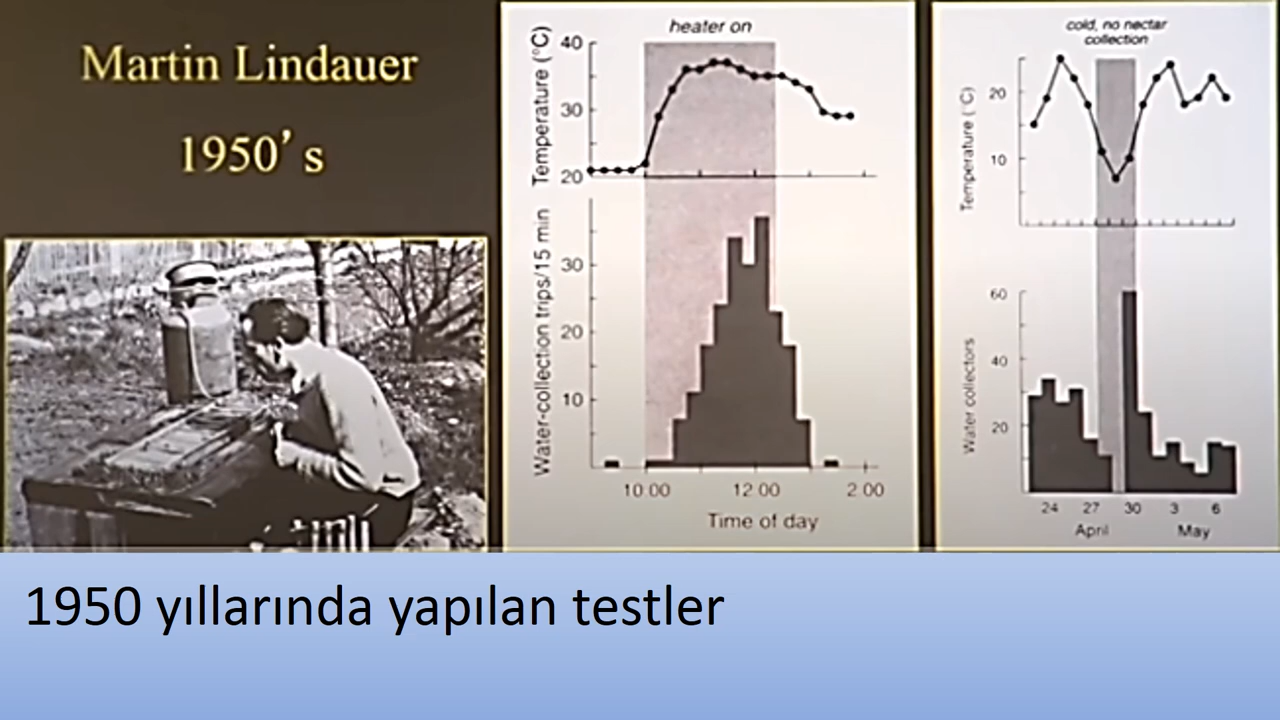 Martin Lindauer
1950's
heater on
Temperature (°C)
40
30
20
Water-collection trips/15 min
30
20
10
10 00
12 00
2 00
Time of day
cold, no nectar
collection
Temperature (°C)
20
10
Water collectors
60
40
20
24
27
30
3
6
April
May
1950 yıllarında yapılan testler